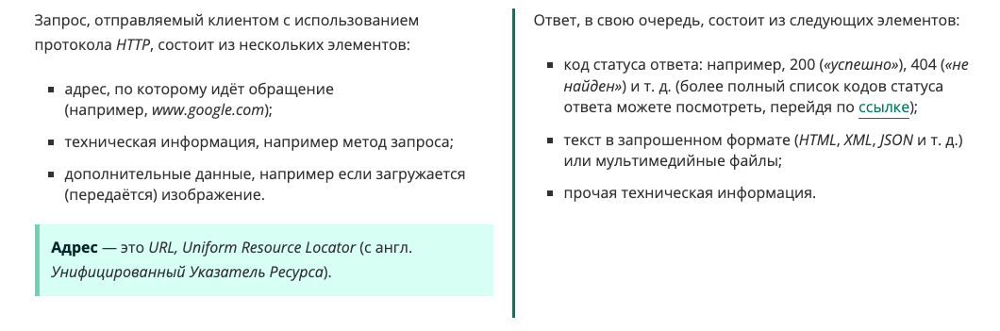 Запрос, отправляемый клиентом с использованием
протокола HTTP, состоит из нескольких элементов:
адрес, по которому идёт обращение
(например, www.google.com);
техническая информация, например метод запроса;
дополнительные данные, например если загружается
(передаётся) изображение.
Адрес — это URL, Uniform Resource Locator (с англ.
Унифицированный Указатель Ресурса).
Ответ, в свою очередь, состоит из следующих элементов:
код статуса ответа: например, 200 («успешно»), 404 («не
найден») и т. д. (более полный список кодов статуса
ответа можете посмотреть, перейдя по ссылке);
текст в запрошенном формате (HTML, XML, JSON и т. д.)
или мультимедийные файлы;
прочая техническая информация.